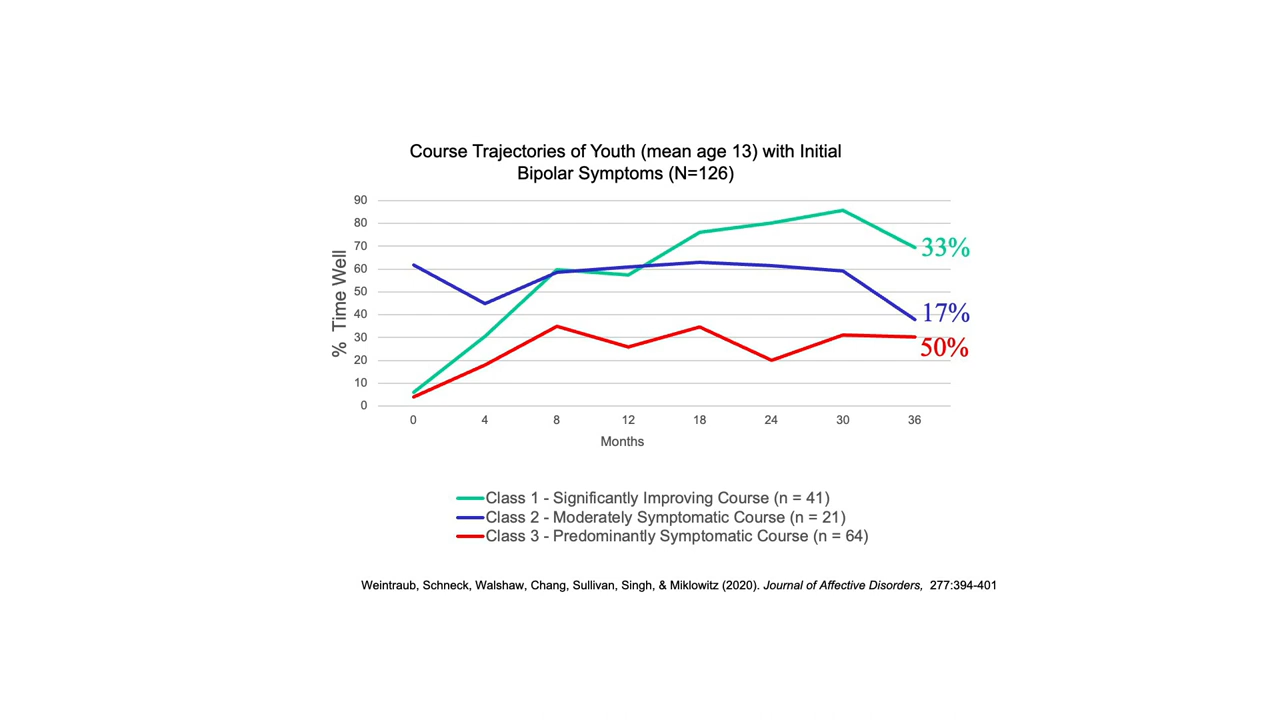 Course Trajectories of Youth (mean age 13) with Initial
Bipolar Symptoms (N=126)
% Time Well
90
80
70
60
50
40
30
20
10
0
33%
17%
50%
0 4 8 12 18 24 30 36
Months
Class 1 - Significantly Improving Course (n = 41)
Class 2 - Moderately Symptomatic Course (n = 21)
Class 3 - Predominantly Symptomatic Course (n = 64)
Weintraub, Schneck, Walshaw, Chang, Sullivan, Singh, & Miklowitz (2020). Journal of Affective Disorders, 277:394-401